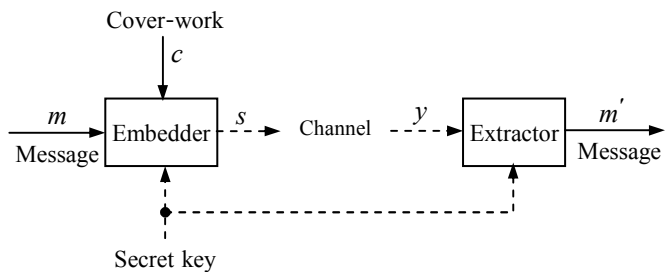 Cover-work
c
m
Embedder
s
Channel
y
Extractor
m′
Message
Message
Secret key